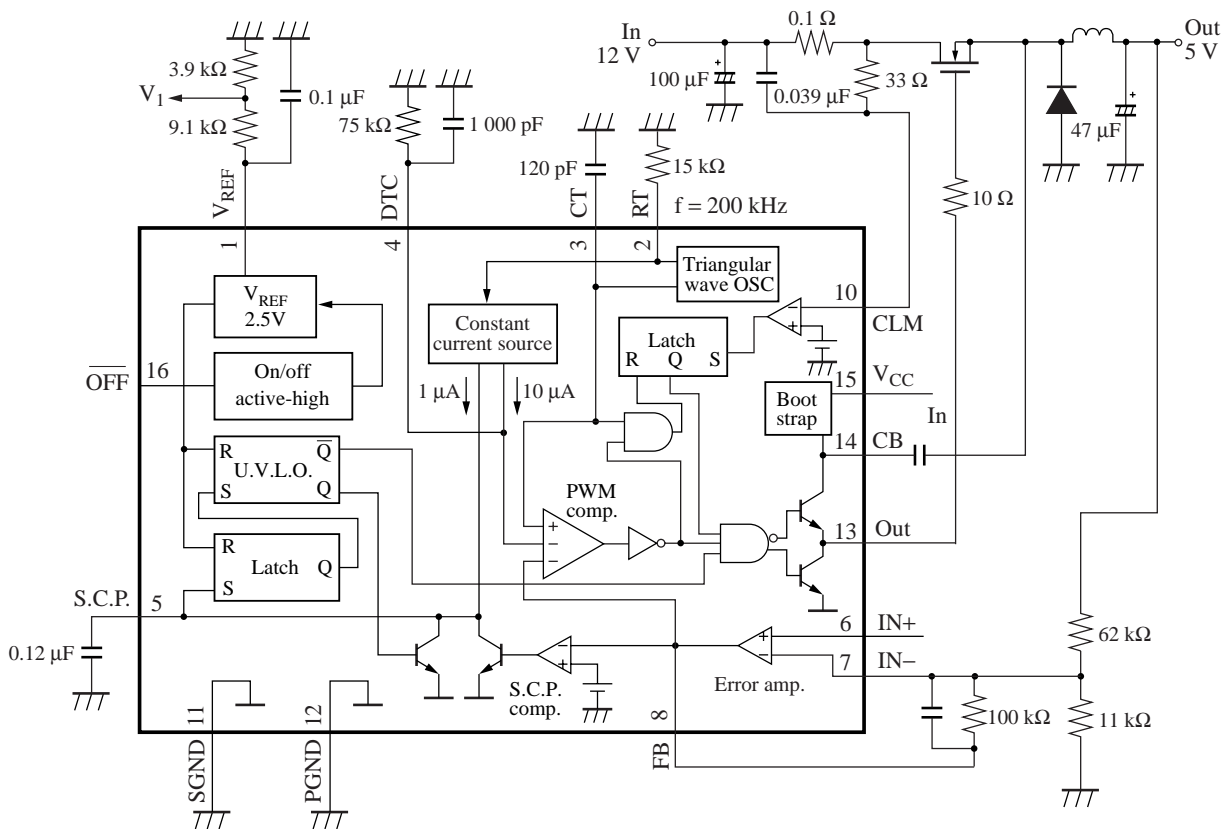 In
12 V
0.1 Ω
Out
5 V
3.9 kΩ
V1
9.1 kΩ
0.1 µF
75 kΩ
1 000 pF
100 µF
+
0.039 µF
33 Ω
47 µF
+
120 pF
15 kΩ
10 Ω
VREF
DTC
CT
RT
f = 200 kHz
1
4
3
2
VREF
2.5V
Triangular
wave OSC
10
CLM
Constant
current source
Latch
R Q S
−
+
16
OFF
On/off
active-high
1 µA
10 µA
15
VCC
In
Boot
strap
14
CB
R
U.V.L.O.
Q
S
Q
PWM
comp.
+
−
−
13
Out
R
Latch
Q
S
S.C.P.
5
0.12 µF
6
IN+
7
IN−
+
−
Error amp.
−
+
S.C.P.
comp.
62 kΩ
100 kΩ
11 kΩ
11
12
8
SGND
PGND
FB